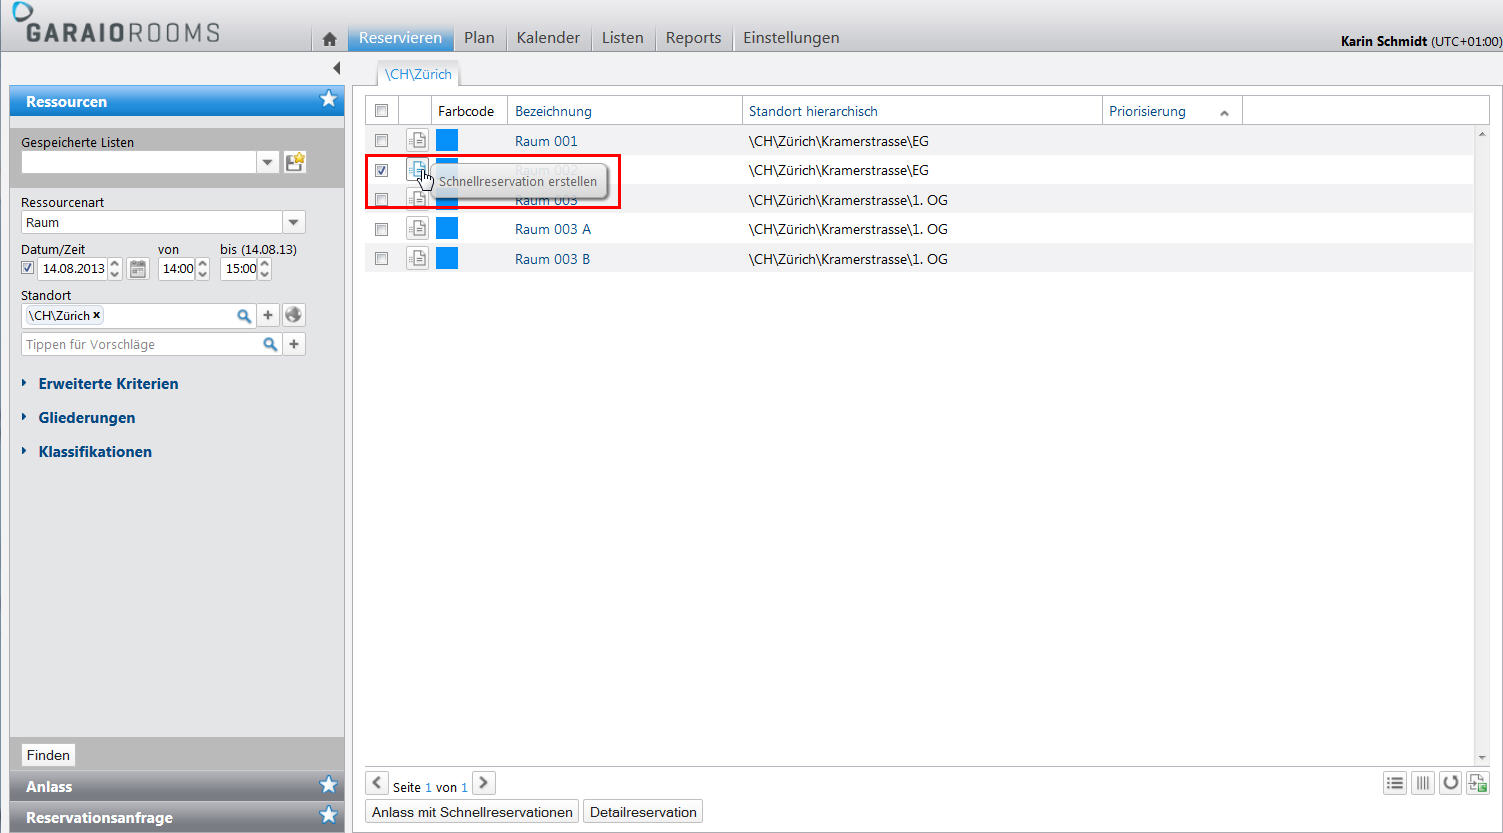 GARAIOROOMS
Reservieren Plan Kalender Listen Reports Einstellungen
Karin Schmidt (UTC+01:00)
\CH\Zürich
Ressourcen
Gespeicherte Listen
Ressourcenart
Raum
Datum/Zeit von bis (14.08.13)
14.08.2013 14:00 15:00
Standort
\CH\Zürich x
Tippen für Vorschläge
Erweiterte Kriterien
Gliederungen
Klassifikationen
Finden
Anlass
Reservationsanfrage
Farbcode Bezeichnung Standort hierarchisch Priorisierung
Raum 001 \CH\Zürich\Kramerstrasse\EG
Raum 002 \CH\Zürich\Kramerstrasse\EG
Schnellreservation erstellen
Raum 003 \CH\Zürich\Kramerstrasse\1. OG
Raum 003 A \CH\Zürich\Kramerstrasse\1. OG
Raum 003 B \CH\Zürich\Kramerstrasse\1. OG
Seite 1 von 1
Anlass mit Schnellreservationen Detailreservation